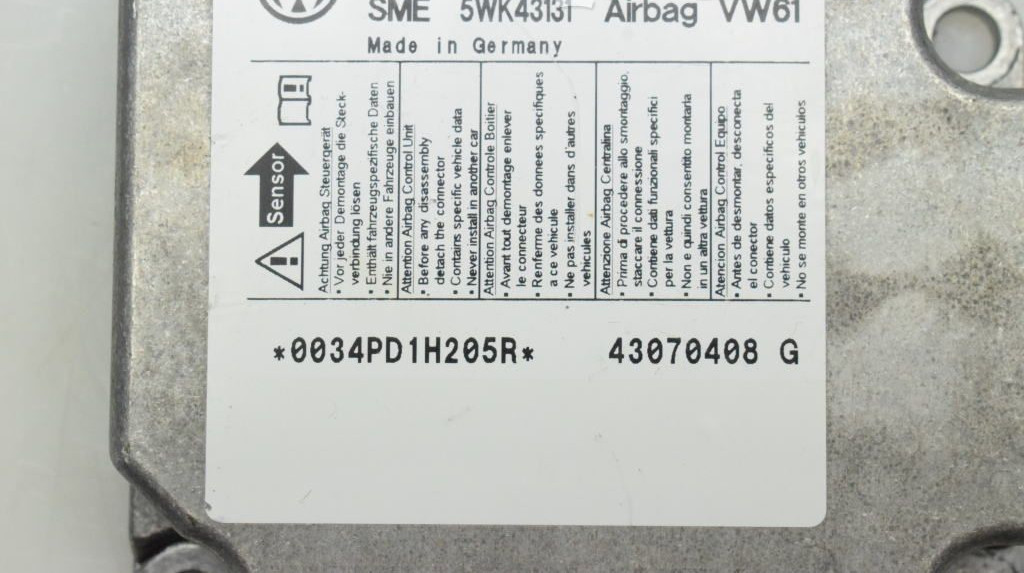 SME 5WK43131 Airbag VW61
Made in Germany
Sensor
Achtung Airbag Steuergerät
• Vor jeder Demontage die Steck-
verbindung lösen
• Enthält fahrzeugspezifische Daten
• Nie in andere Fahrzeuge einbauen
Attention Airbag Control Unit
• Before any disassembly
detach the connector
• Contains specific vehicle data
• Never install in another car
Attention Airbag Controle Boitier
• Avant tout demontage enlever
le connecteur
• Renferme des donnees specifiques
a ce vehicule
• Ne pas installer dans d'autres
vehicules
Attenzione Airbag Centralina
• Prima di procedere allo smontaggio,
staccare il connessione
• Contiene dati funzionali specifici
per la vettura
• Non e quindi consentito montaria
in un altra vettura
Atencion Airbag Control Equipo
• Antes de desmontar, desconecta
el conector
• Contiene datos especificos del
vehiculo
• No se monte en otros vehiculos
*0034PD1H205R* 43070408 G